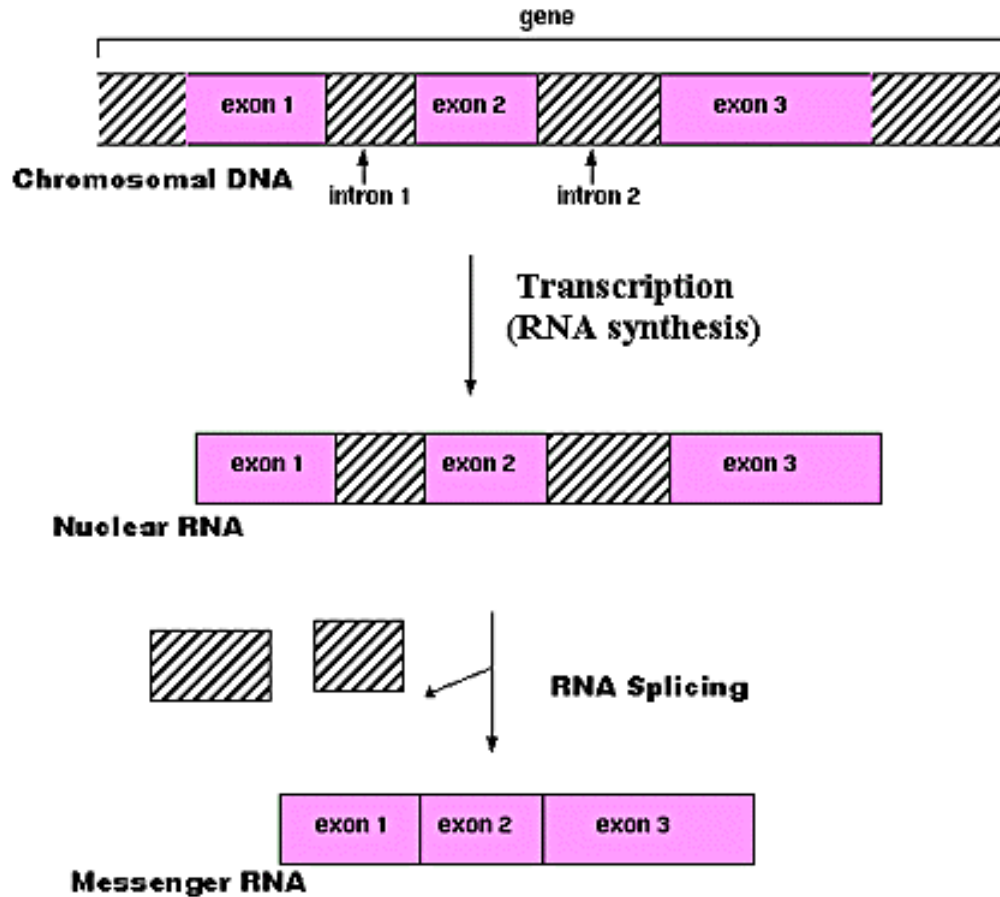 gene
exon 1
exon 2
exon 3
Chromosomal DNA
intron 1
intron 2
Transcription
(RNA synthesis)
exon 1
exon 2
exon 3
Nuclear RNA
RNA Splicing
exon 1
exon 2
exon 3
Messenger RNA